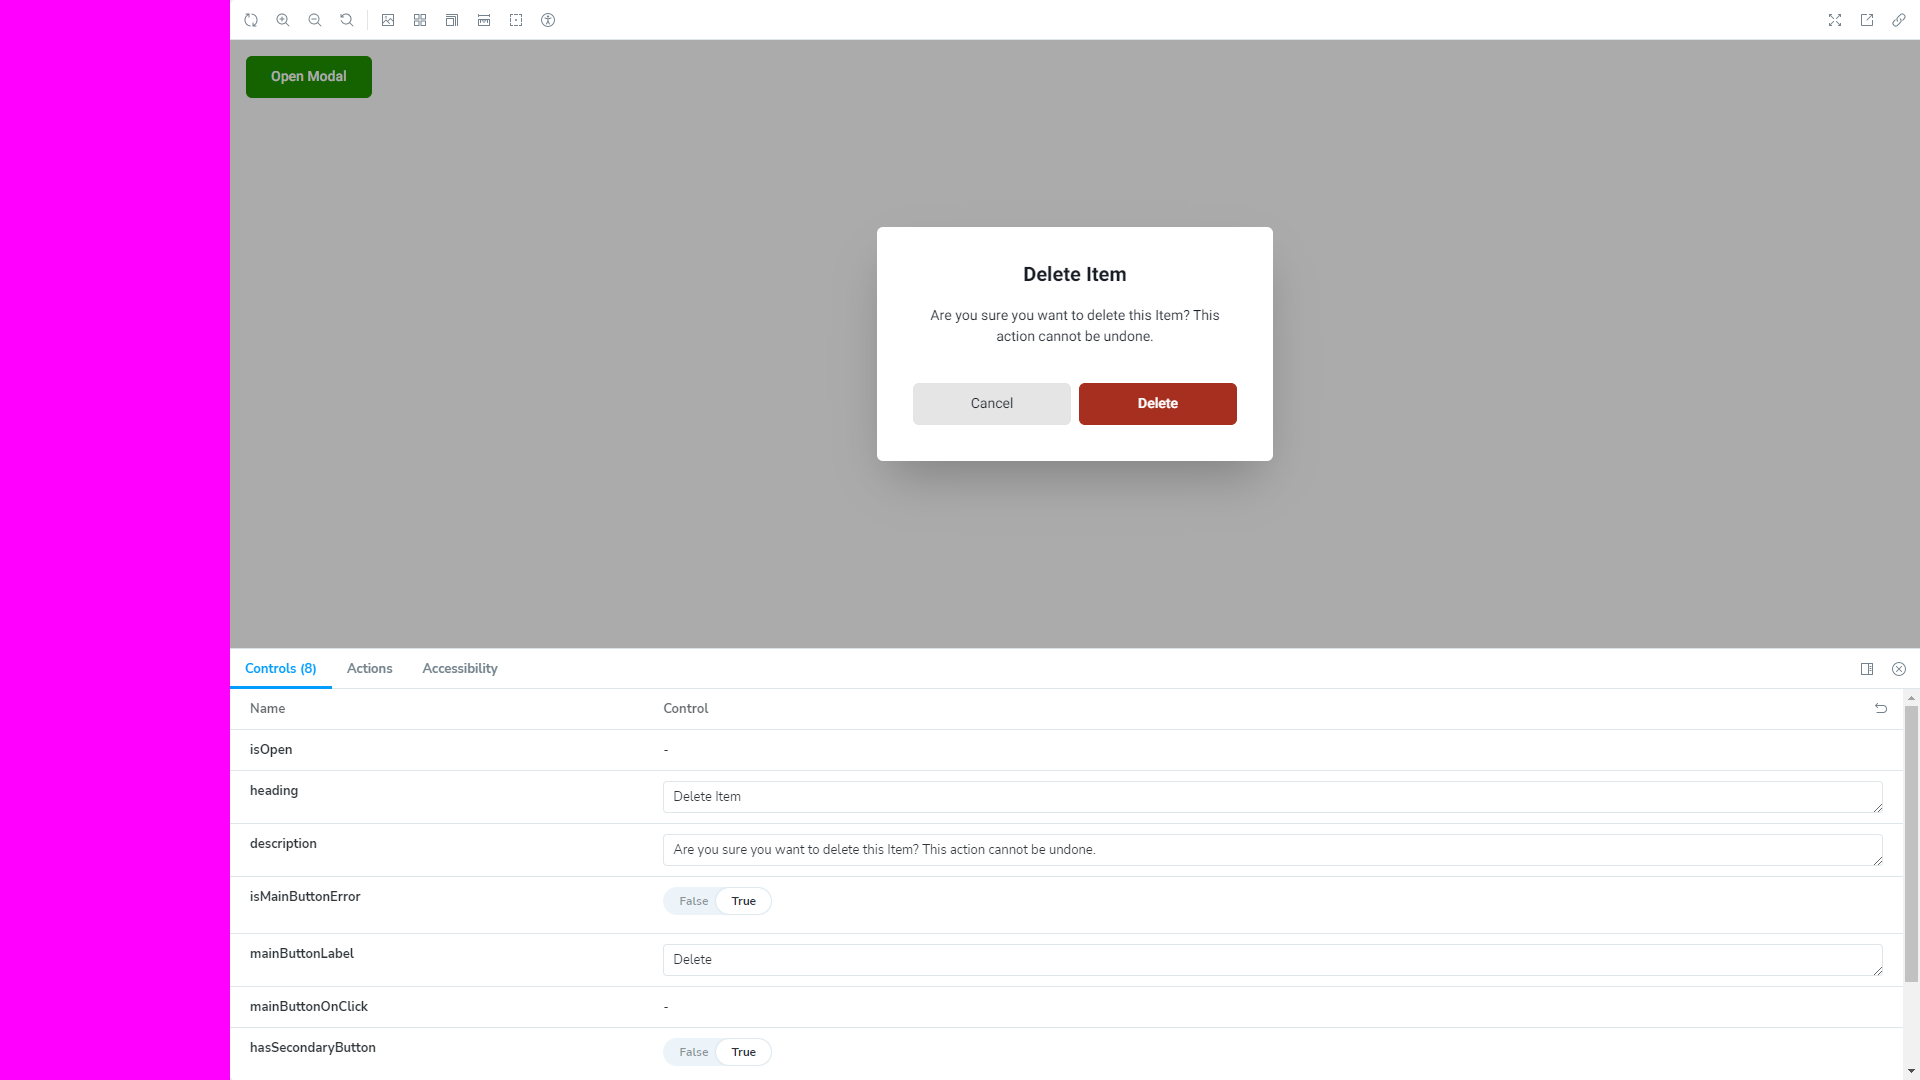 Open Modal
Delete Item
Are you sure you want to delete this Item? This
action cannot be undone.
Cancel
Delete
Controls (8)
Actions
Accessibility
Name
Control
isOpen
-
heading
Delete Item
description
Are you sure you want to delete this Item? This action cannot be undone.
isMainButtonError
False
True
mainButtonLabel
Delete
mainButtonOnClick
-
hasSecondaryButton
False
True